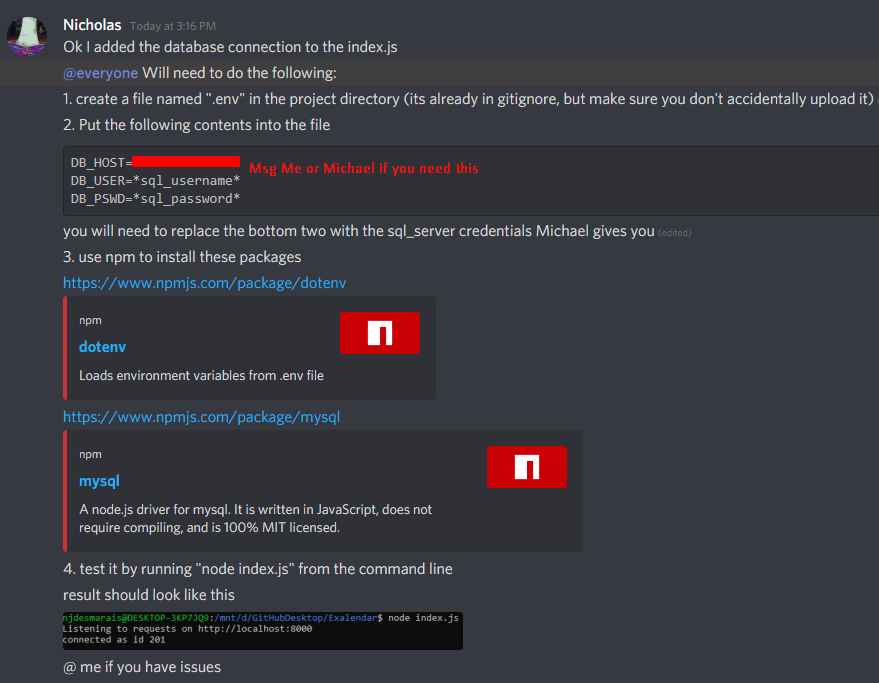 Nicholas Today at 3:16 PM
Ok I added the database connection to the index.js
@everyone Will need to do the following:
1. create a file named ".env" in the project directory (its already in gitignore, but make sure you don't accidentally upload it)
2. Put the following contents into the file
DB_HOST= Msg Me or Michael if you need this
DB_USER=*sql_username*
DB_PSWD=*sql_password*
you will need to replace the bottom two with the sql_server credentials Michael gives you (edited)
3. use npm to install these packages
https://www.npmjs.com/package/dotenv
npm
dotenv
Loads environment variables from .env file
https://www.npmjs.com/package/mysql
npm
mysql
A node.js driver for mysql. It is written in JavaScript, does not
require compiling, and is 100% MIT licensed.
4. test it by running "node index.js" from the command line
result should look like this
njdesmarais@DESKTOP-3KP7JQ9:/mnt/d/GitHubDesktop/Exalendar$ node index.js
Listening to requests on http://localhost:8000
connected as id 201
@ me if you have issues